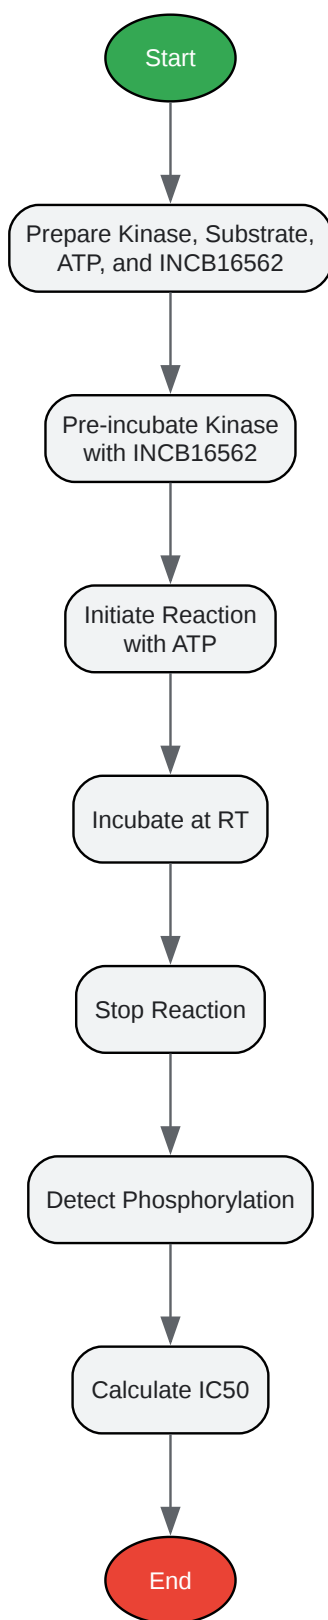 Start
Prepare Kinase, Substrate,
ATP, and INCB16562
Pre-incubate Kinase
with INCB16562
Initiate Reaction
with ATP
Incubate at RT
Stop Reaction
Detect Phosphorylation
Calculate IC50
End